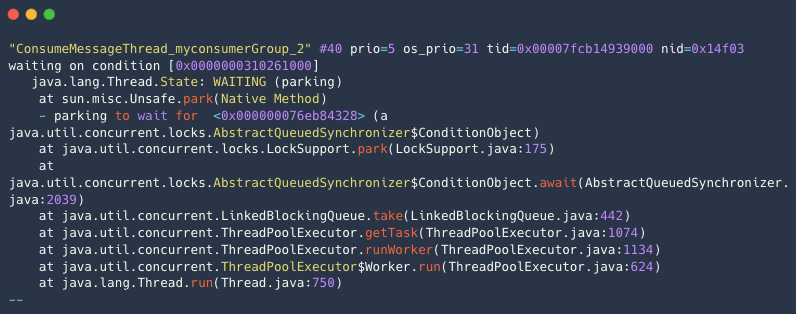 "ConsumeMessageThread_myconsumerGroup_2" #40 prio=5 os_prio=31 tid=0x00007fcb14939000 nid=0x14f03
waiting on condition [0x0000000310261000]
   java.lang.Thread.State: WAITING (parking)
    at sun.misc.Unsafe.park(Native Method)
    - parking to wait for  <0x000000076eb84328> (a
java.util.concurrent.locks.AbstractQueuedSynchronizer$ConditionObject)
    at java.util.concurrent.locks.LockSupport.park(LockSupport.java:175)
    at
java.util.concurrent.locks.AbstractQueuedSynchronizer$ConditionObject.await(AbstractQueuedSynchronizer.
java:2039)
    at java.util.concurrent.LinkedBlockingQueue.take(LinkedBlockingQueue.java:442)
    at java.util.concurrent.ThreadPoolExecutor.getTask(ThreadPoolExecutor.java:1074)
    at java.util.concurrent.ThreadPoolExecutor.runWorker(ThreadPoolExecutor.java:1134)
    at java.util.concurrent.ThreadPoolExecutor$Worker.run(ThreadPoolExecutor.java:624)
    at java.lang.Thread.run(Thread.java:750)
--